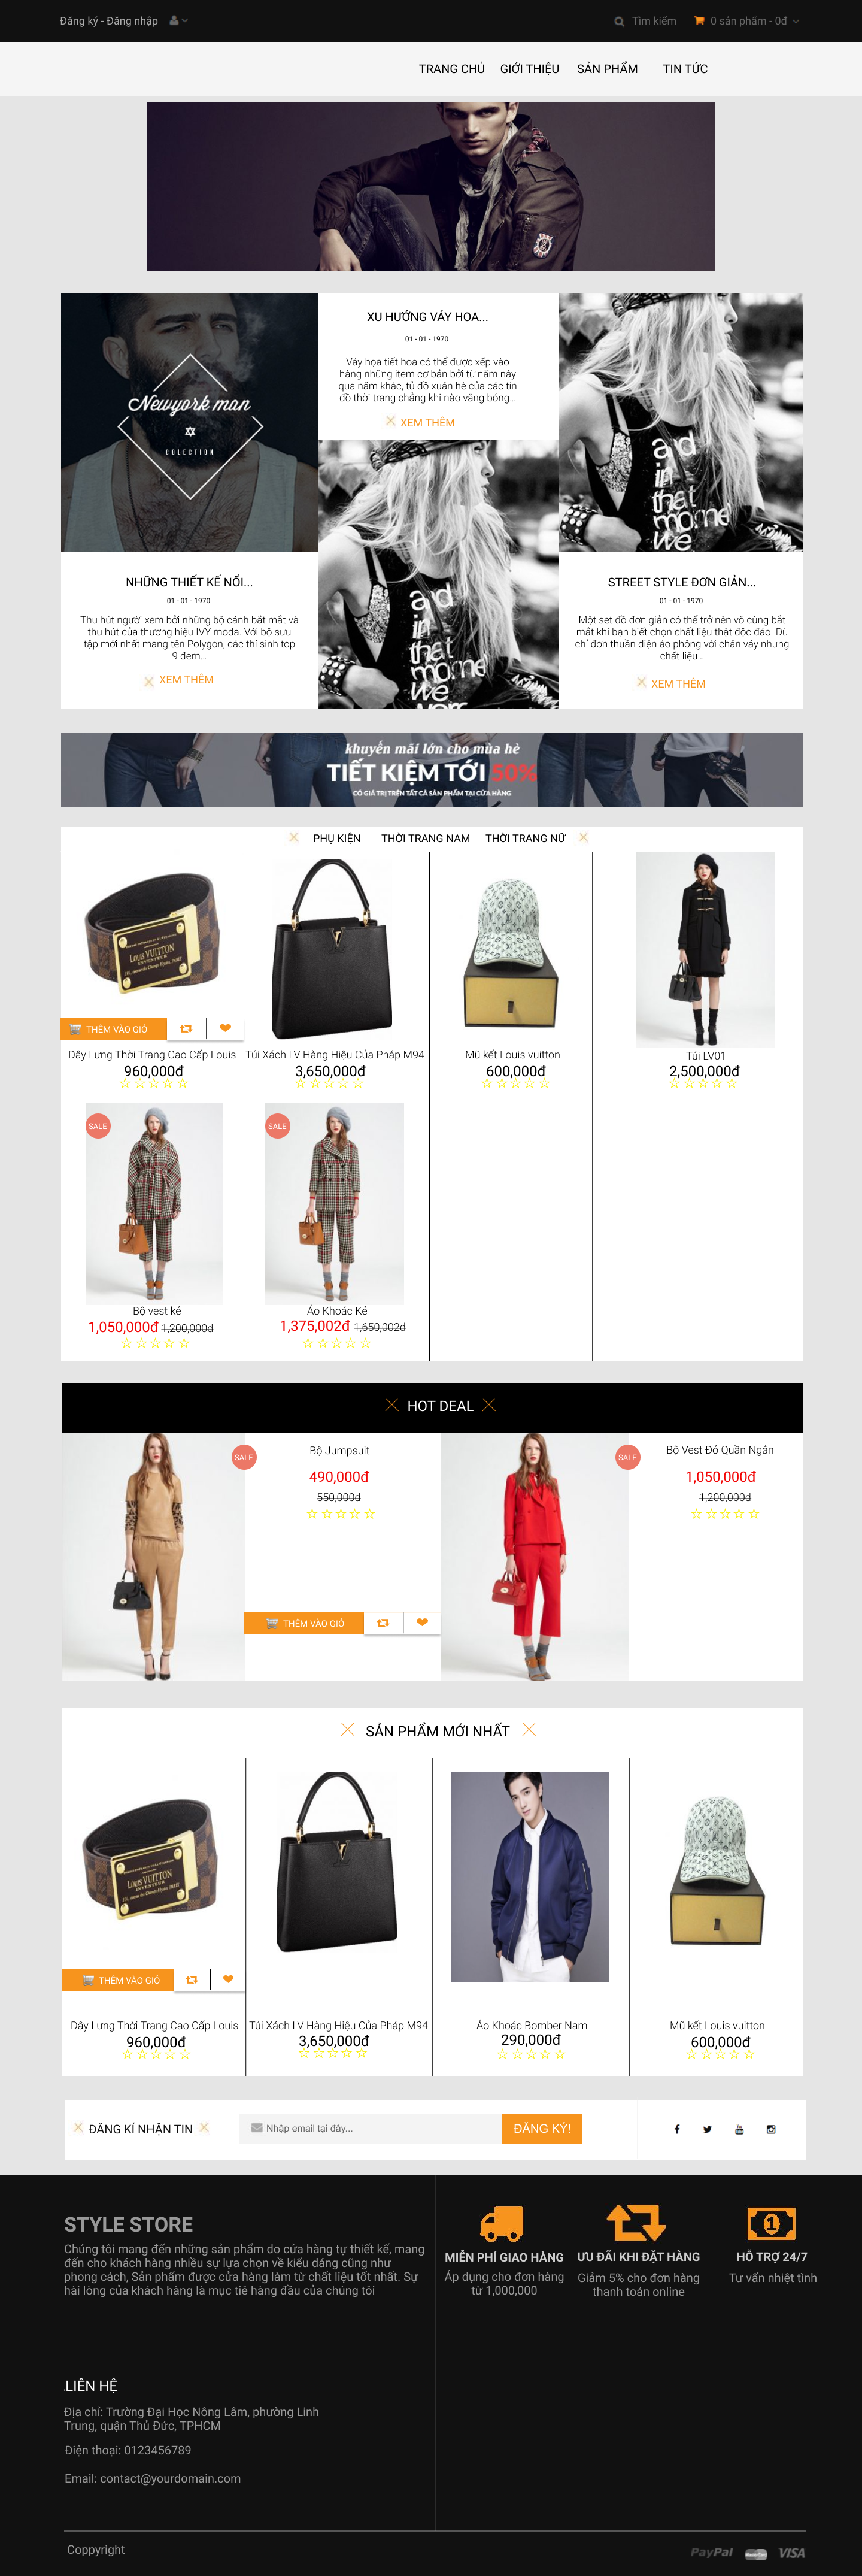 Đăng ký - Đăng nhập
Tìm kiếm
0 sản phẩm - 0đ
TRANG CHỦ GIỚI THIỆU SẢN PHẨM TIN TỨC
Newyork man
COLECTION
XU HƯỚNG VÁY HOA...
01 - 01 - 1970
Váy họa tiết hoa có thể được xếp vào
hàng những item cơ bản bởi từ năm này
qua năm khác, tủ đồ xuân hè của các tín
đồ thời trang chẳng khi nào vắng bóng...
XEM THÊM
NHỮNG THIẾT KẾ NỔI...
01 - 01 - 1970
Thu hút người xem bởi những bộ cánh bắt mắt và
thu hút của thương hiệu IVY moda. Với bộ sưu
tập mới nhất mang tên Polygon, các thí sinh top
9 đem...
XEM THÊM
STREET STYLE ĐƠN GIẢN...
01 - 01 - 1970
Một set đồ đơn giản có thể trở nên vô cùng bắt
mắt khi bạn biết chọn chất liệu thật độc đáo. Dù
chỉ đơn thuần diện áo phông với chân váy nhưng
chất liệu...
XEM THÊM
khuyến mãi lớn cho mùa hè
TIẾT KIỆM TỚI 50%
CÓ GIÁ TRỊ TRÊN TẤT CẢ SẢN PHẨM TẠI CỬA HÀNG
PHỤ KIỆN THỜI TRANG NAM THỜI TRANG NỮ
LOUIS VUITTON
INVENTEUR
THÊM VÀO GIỎ
Dây Lưng Thời Trang Cao Cấp Louis
960,000đ
Túi Xách LV Hàng Hiệu Của Pháp M94
3,650,000đ
Mũ kết Louis vuitton
600,000đ
Túi LV01
2,500,000đ
SALE
Bộ vest kẻ
1,050,000đ 1,200,000đ
SALE
Áo Khoác Kẻ
1,375,002đ 1,650,002đ
HOT DEAL
SALE
Bộ Jumpsuit
490,000đ
550,000đ
THÊM VÀO GIỎ
SALE
Bộ Vest Đỏ Quần Ngắn
1,050,000đ
1,200,000đ
SẢN PHẨM MỚI NHẤT
LOUIS VUITTON
INVENTEUR
THÊM VÀO GIỎ
Dây Lưng Thời Trang Cao Cấp Louis
960,000đ
Túi Xách LV Hàng Hiệu Của Pháp M94
3,650,000đ
Áo Khoác Bomber Nam
290,000đ
Mũ kết Louis vuitton
600,000đ
ĐĂNG KÍ NHẬN TIN
Nhập email tại đây...
ĐĂNG KÝ!
STYLE STORE
Chúng tôi mang đến những sản phẩm do cửa hàng tự thiết kế, mang
đến cho khách hàng nhiều sự lựa chọn về kiểu dáng cũng như
phong cách, Sản phẩm được cửa hàng làm từ chất liệu tốt nhất. Sự
hài lòng của khách hàng là mục tiê hàng đầu của chúng tôi
MIỄN PHÍ GIAO HÀNG
Áp dụng cho đơn hàng
từ 1,000,000
ƯU ĐÃI KHI ĐẶT HÀNG
Giảm 5% cho đơn hàng
thanh toán online
HỖ TRỢ 24/7
Tư vấn nhiệt tình
LIÊN HỆ
Địa chỉ: Trường Đại Học Nông Lâm, phường Linh
Trung, quận Thủ Đức, TPHCM
Điện thoại: 0123456789
Email: contact@yourdomain.com
Coppyright
PayPal
MasterCard
VISA